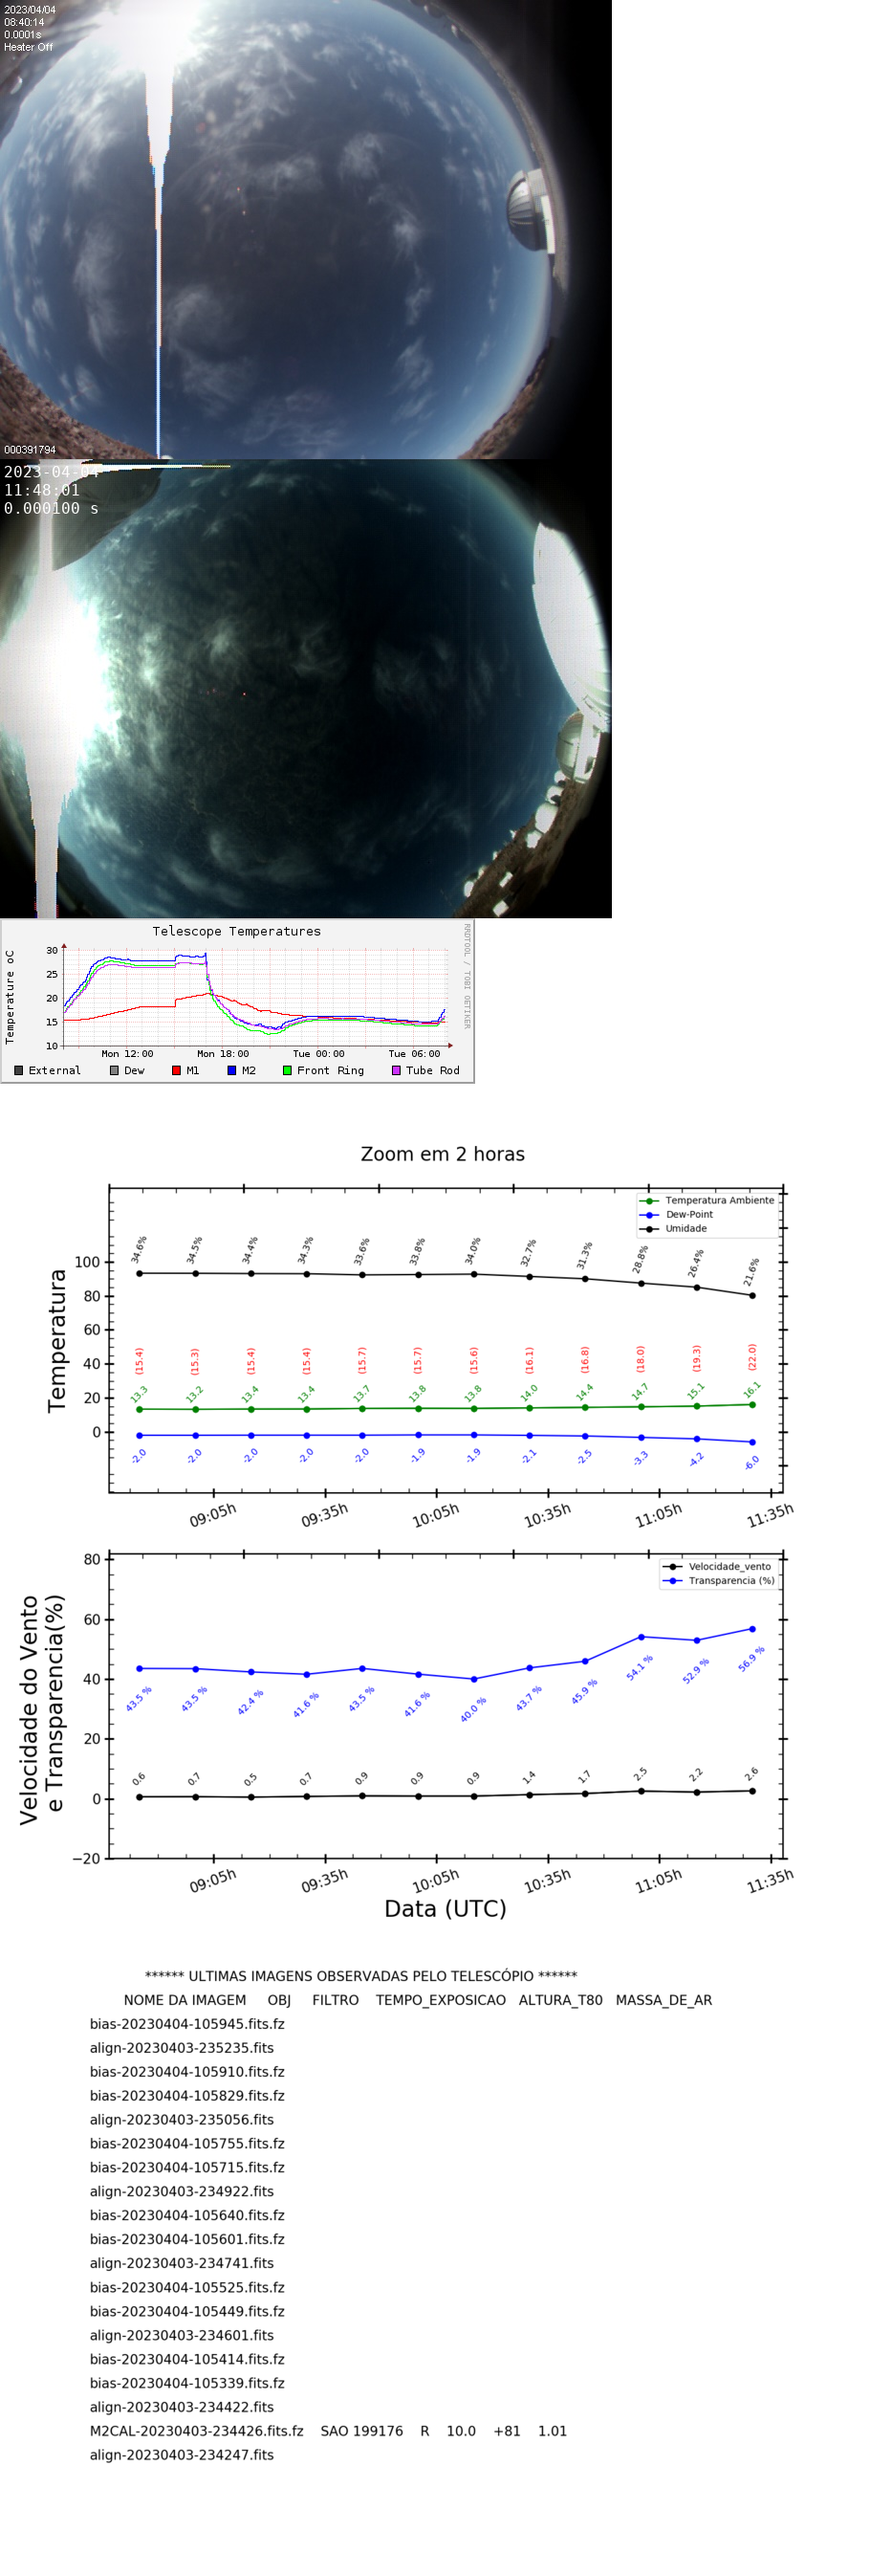 2023/04/04
08:40:14
0.0001s
Heater Off
000391794
2023-04-04
11:48:01
0.000100 s
Telescope Temperatures
RRDTOOL / TOBI OETIKER
Temperature oC
30
25
20
15
10
Mon 12:00 Mon 18:00 Tue 00:00 Tue 06:00
External Dew M1 M2 Front Ring Tube Rod
Zoom em 2 horas
Temperatura Ambiente
Dew-Point
Umidade
Temperatura
100
80
60
40
20
0
34.6% 34.5% 34.4% 34.3% 33.6% 33.8% 34.0% 32.7% 31.3% 28.8% 26.4% 21.6%
(15.4) (15.3) (15.4) (15.4) (15.7) (15.7) (15.6) (16.1) (16.8) (18.0) (19.3) (22.0)
13.3 13.2 13.4 13.4 13.7 13.8 13.8 14.0 14.4 14.7 15.1 16.1
-2.0 -2.0 -2.0 -2.0 -2.0 -1.9 -1.9 -2.1 -2.5 -3.3 -4.2 -6.0
09:05h 09:35h 10:05h 10:35h 11:05h 11:35h
Velocidade_vento
Transparencia (%)
Velocidade do Vento
e Transparencia(%)
80
60
40
20
0
−20
43.5 % 43.5 % 42.4 % 41.6 % 43.5 % 41.6 % 40.0 % 43.7 % 45.9 % 54.1 % 52.9 % 56.9 %
0.6 0.7 0.5 0.7 0.9 0.9 0.9 1.4 1.7 2.5 2.2 2.6
09:05h 09:35h 10:05h 10:35h 11:05h 11:35h
Data (UTC)
****** ULTIMAS IMAGENS OBSERVADAS PELO TELESCÓPIO ******
NOME DA IMAGEM OBJ FILTRO TEMPO_EXPOSICAO ALTURA_T80 MASSA_DE_AR
bias-20230404-105945.fits.fz
align-20230403-235235.fits
bias-20230404-105910.fits.fz
bias-20230404-105829.fits.fz
align-20230403-235056.fits
bias-20230404-105755.fits.fz
bias-20230404-105715.fits.fz
align-20230403-234922.fits
bias-20230404-105640.fits.fz
bias-20230404-105601.fits.fz
align-20230403-234741.fits
bias-20230404-105525.fits.fz
bias-20230404-105449.fits.fz
align-20230403-234601.fits
bias-20230404-105414.fits.fz
bias-20230404-105339.fits.fz
align-20230403-234422.fits
M2CAL-20230403-234426.fits.fz SAO 199176 R 10.0 +81 1.01
align-20230403-234247.fits